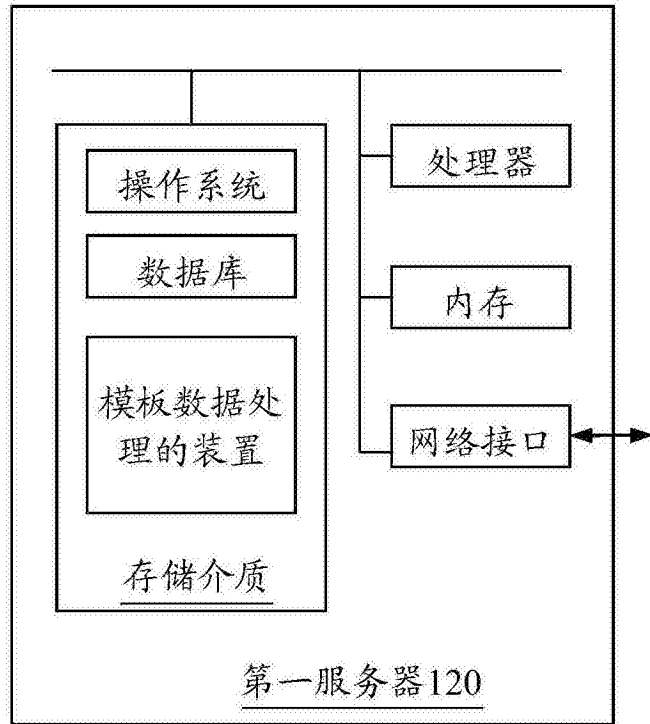 操作系统
数据库
模板数据处
理的装置
存储介质
处理器
内存
网络接口
第一服务器120